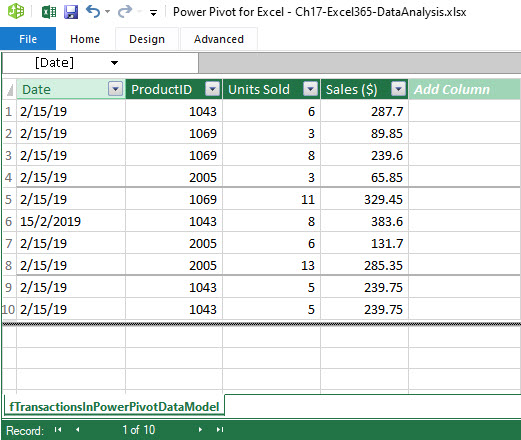 Power Pivot for Excel - Ch17-Excel365-DataAnalysis.xlsx
File Home Design Advanced
[Date]
Date ProductID Units Sold Sales ($) Add Column
1 2/15/19 1043 6 287.7
2 2/15/19 1069 3 89.85
3 2/15/19 1069 8 239.6
4 2/15/19 2005 3 65.85
5 2/15/19 1069 11 329.45
6 15/2/2019 1043 8 383.6
7 2/15/19 2005 6 131.7
8 2/15/19 2005 13 285.35
9 2/15/19 1043 5 239.75
10 2/15/19 1043 5 239.75
fTransactionsInPowerPivotDataModel
Record: 1 of 10